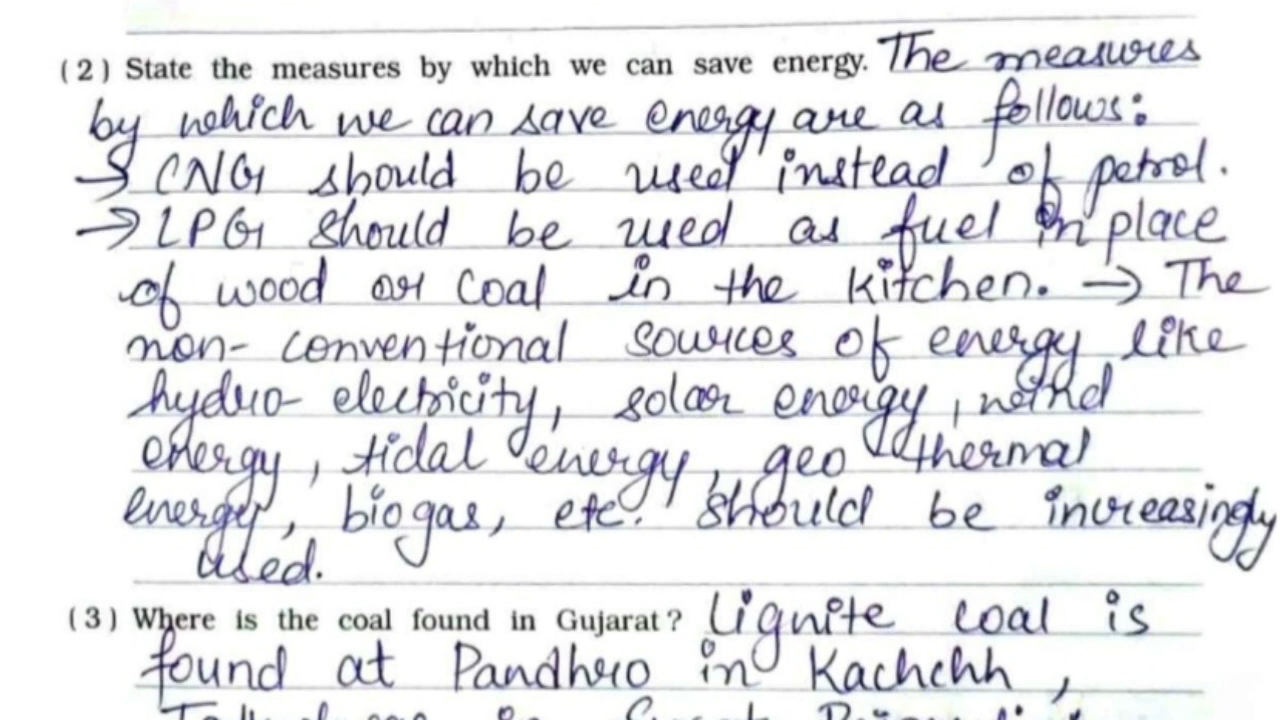 (2) State the measures by which we can save energy. The measures
by which we can save energy are as follows:
→ CNG should be used instead of petrol.
→ LPG should be used as fuel in place
of wood or coal in the kitchen. → The
non-conventional sources of energy like
hydro-electricity, solar energy, wind
energy, tidal energy, geo thermal
energy, biogas, etc. should be increasingly
used.
(3) Where is the coal found in Gujarat? Lignite coal is
found at Pandhro in Kachchh,